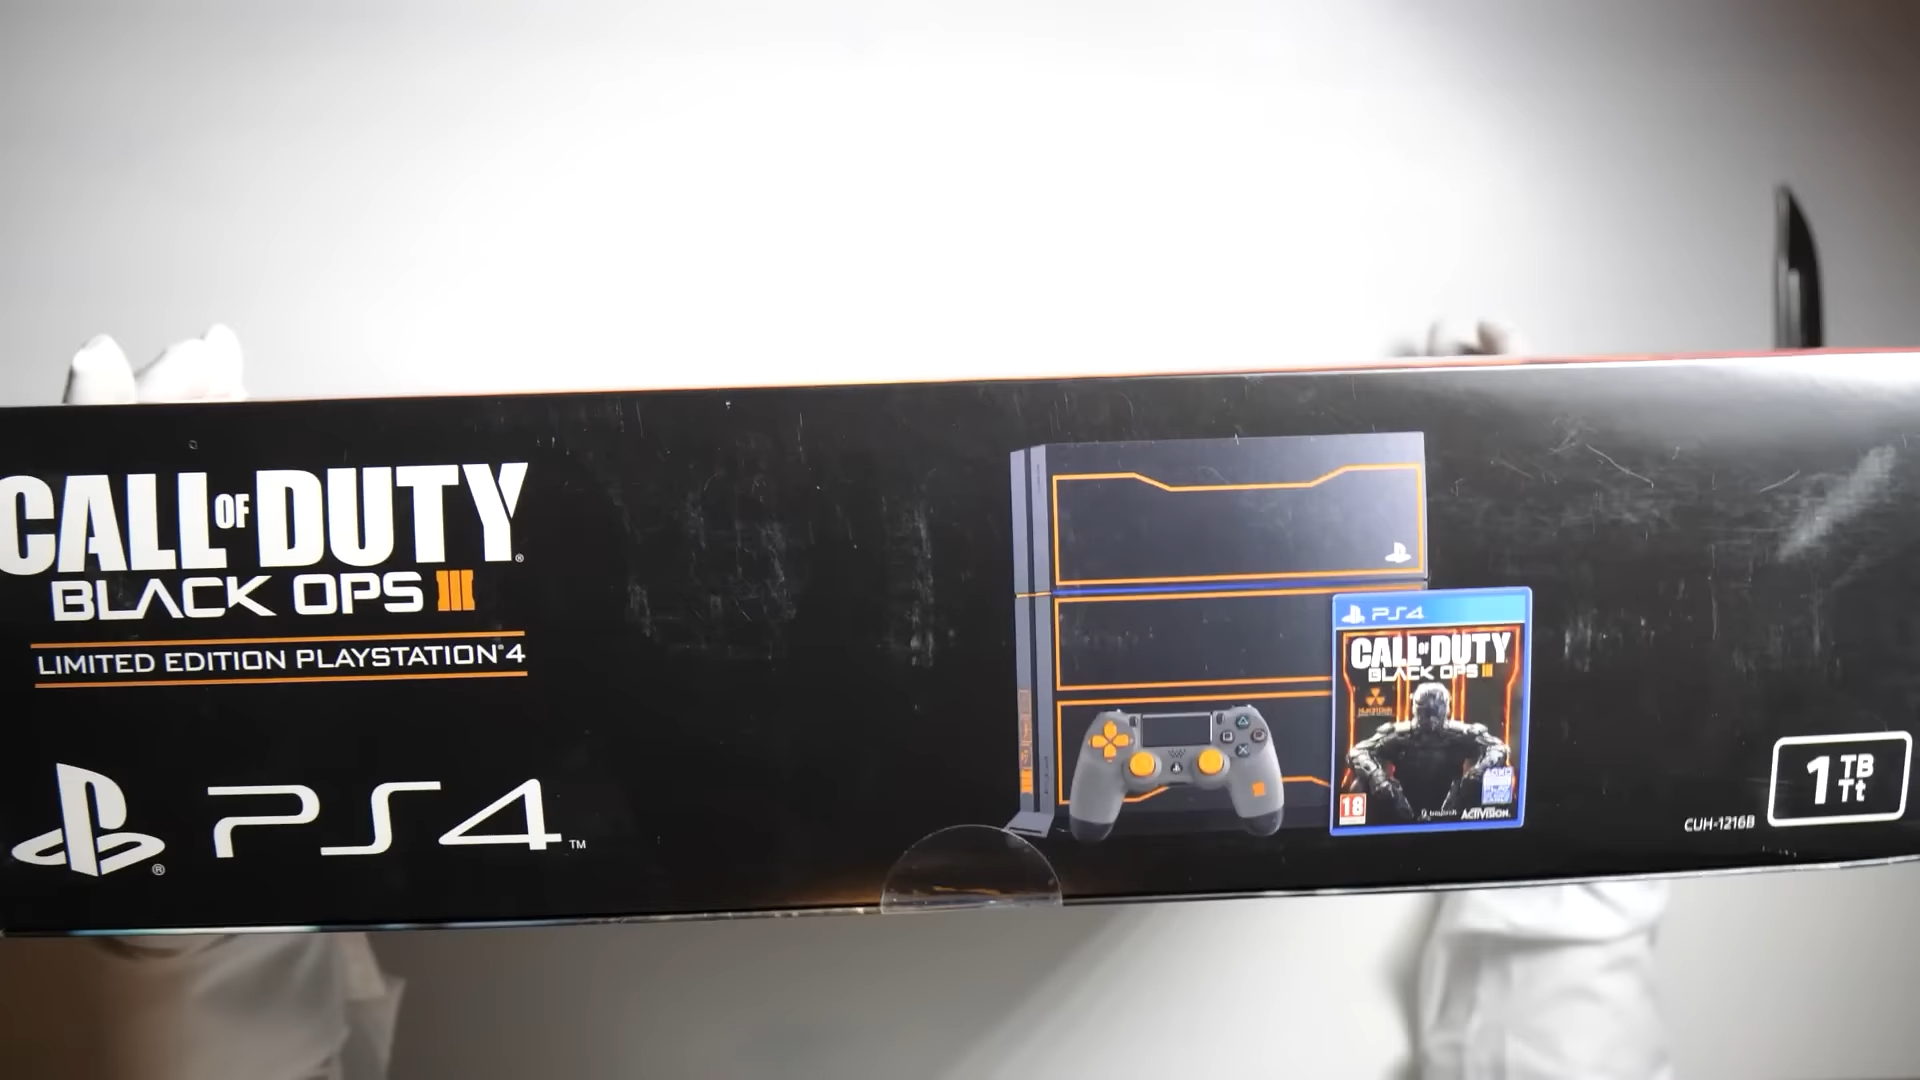 CALL OF DUTY®
BLACK OPS III
LIMITED EDITION PLAYSTATION®4
PS4™
PS4
CALL OF DUTY
BLACK OPS III
18
ACTIVISION
CUH-1216B
1 TB
Tt